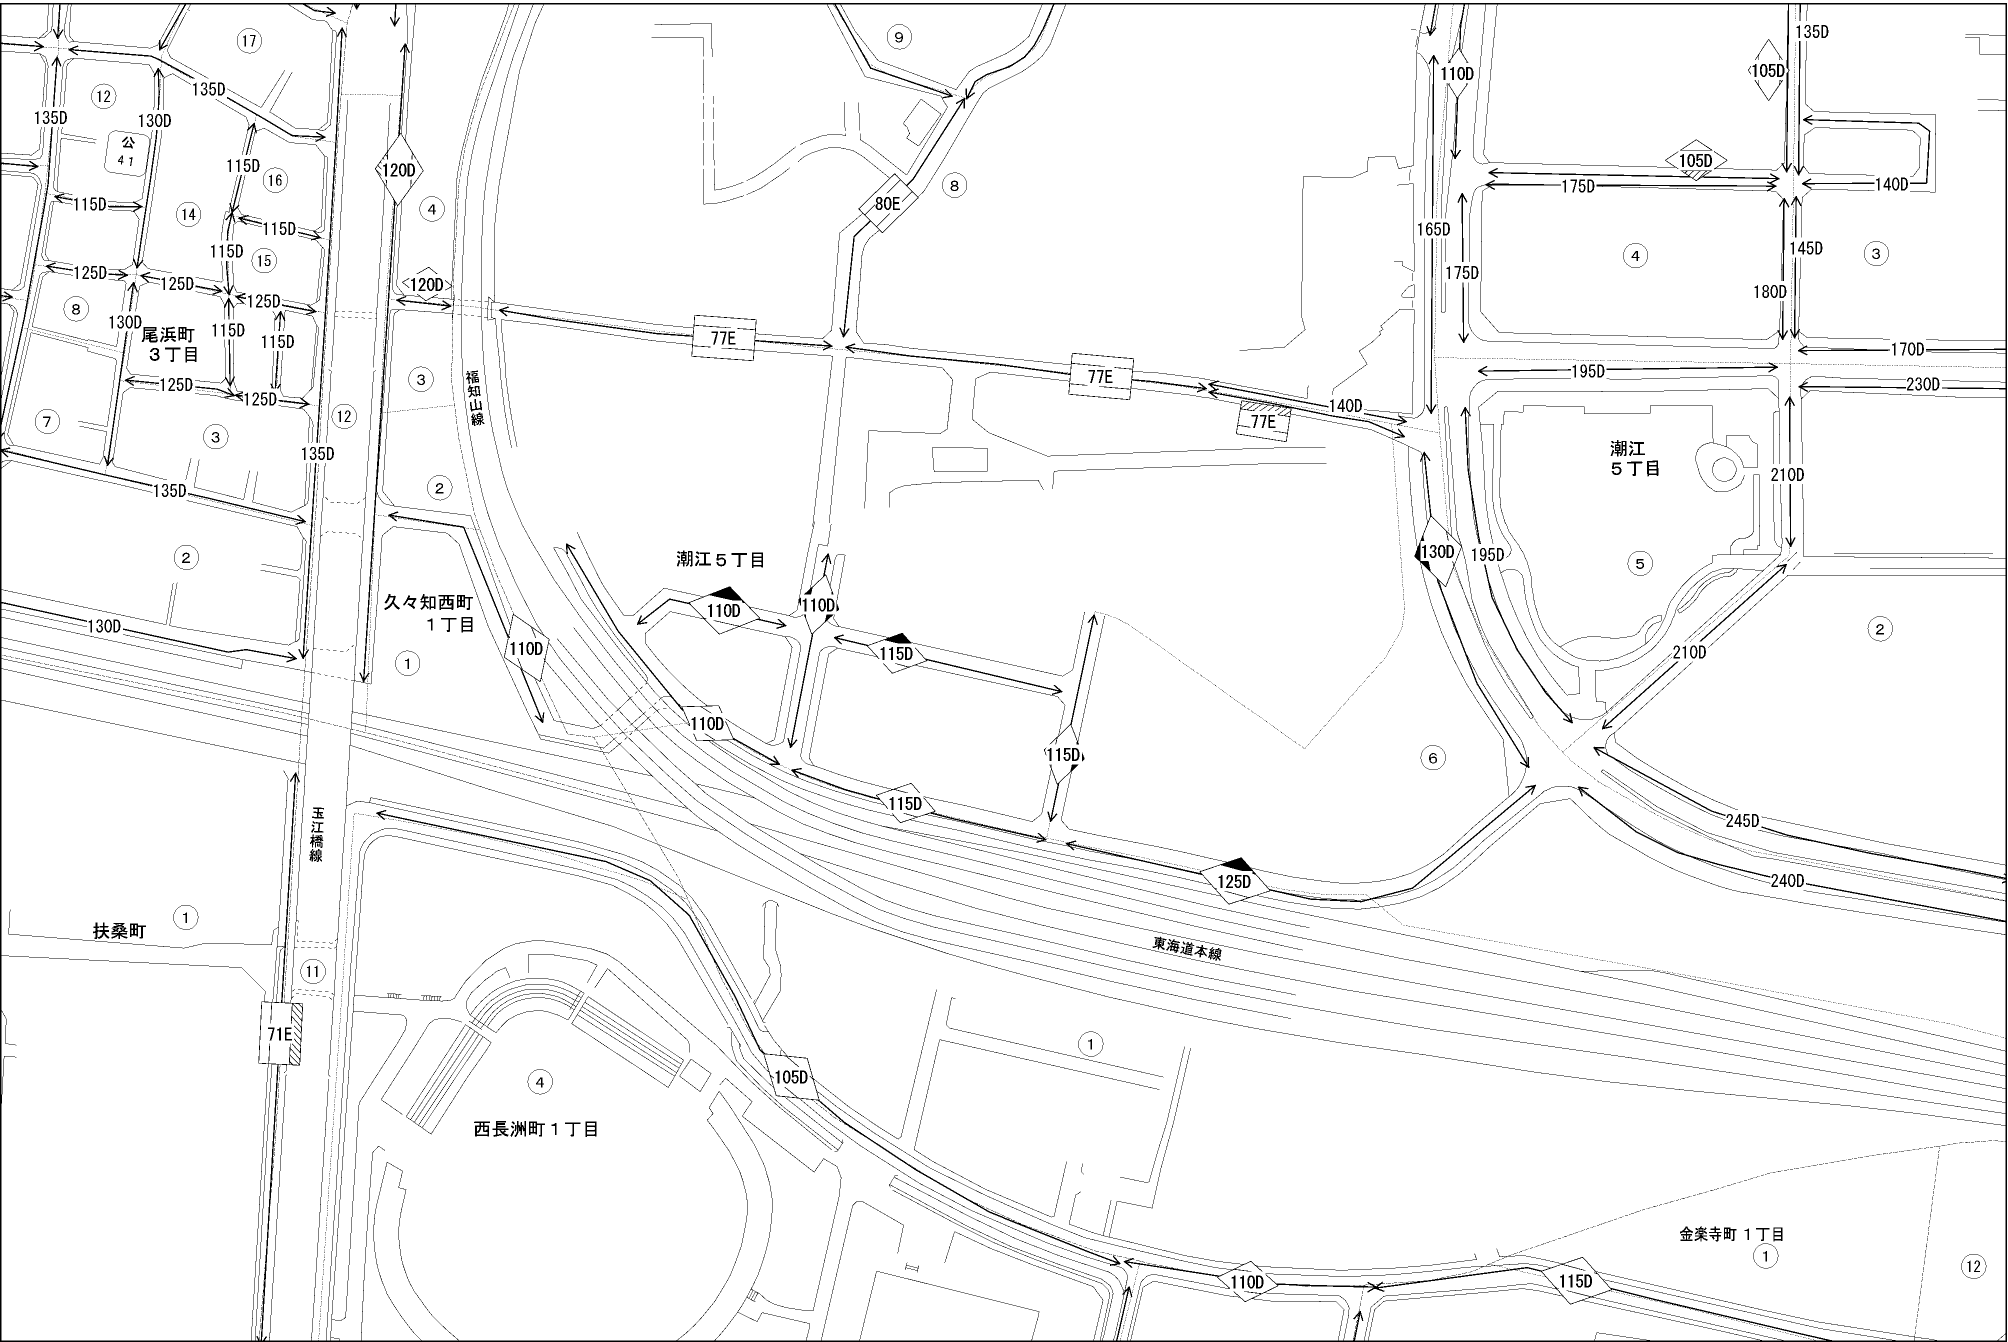 17
9
135D
110D
105D
135D
12
135D
130D
135D
公
41
115D
16
120D
4
8
105D
175D
140D
115D
14
115D
80E
115D
15
165D
175D
4
145D
3
180D
125D
125D
125D
120D
8
130D
尾浜町
3丁目
115D
115D
77E
77E
170D
195D
230D
125D
125D
3
福知山線
140D
77E
7
3
12
135D
潮江
5丁目
210D
135D
2
2
潮江5丁目
130D
195D
5
久々知西町
1丁目
110D
110D
130D
1
110D
115D
210D
2
110D
115D
6
115D
245D
玉江橋線
125D
240D
扶桑町
1
11
東海道本線
71E
1
105D
4
西長洲町1丁目
金楽寺町1丁目
1
12
110D
115D